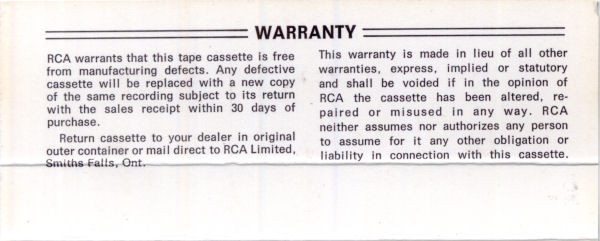 WARRANTY
RCA warrants that this tape cassette is free
from manufacturing defects. Any defective
cassette will be replaced with a new copy
of the same recording subject to its return
with the sales receipt within 30 days of
purchase.
Return cassette to your dealer in original
outer container or mail direct to RCA Limited,
Smiths Falls, Ont.
This warranty is made in lieu of all other
warranties, express, implied or statutory
and shall be voided if in the opinion of
RCA the cassette has been altered, re-
paired or misused in any way. RCA
neither assumes nor authorizes any person
to assume for it any other obligation or
liability in connection with this cassette.